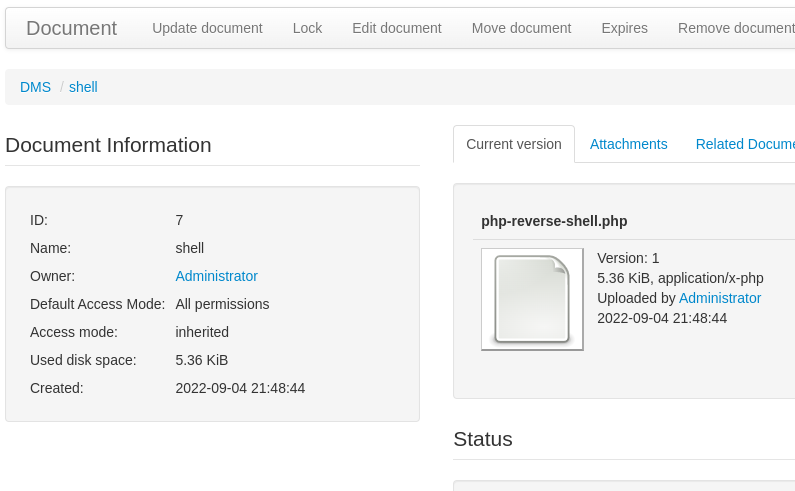 Document Update document Lock Edit document Move document Expires Remove document
DMS / shell
Document Information
ID: 7
Name: shell
Owner: Administrator
Default Access Mode: All permissions
Access mode: inherited
Used disk space: 5.36 KiB
Created: 2022-09-04 21:48:44
Current version Attachments Related Docume
php-reverse-shell.php
Version: 1
5.36 KiB, application/x-php
Uploaded by Administrator
2022-09-04 21:48:44
Status